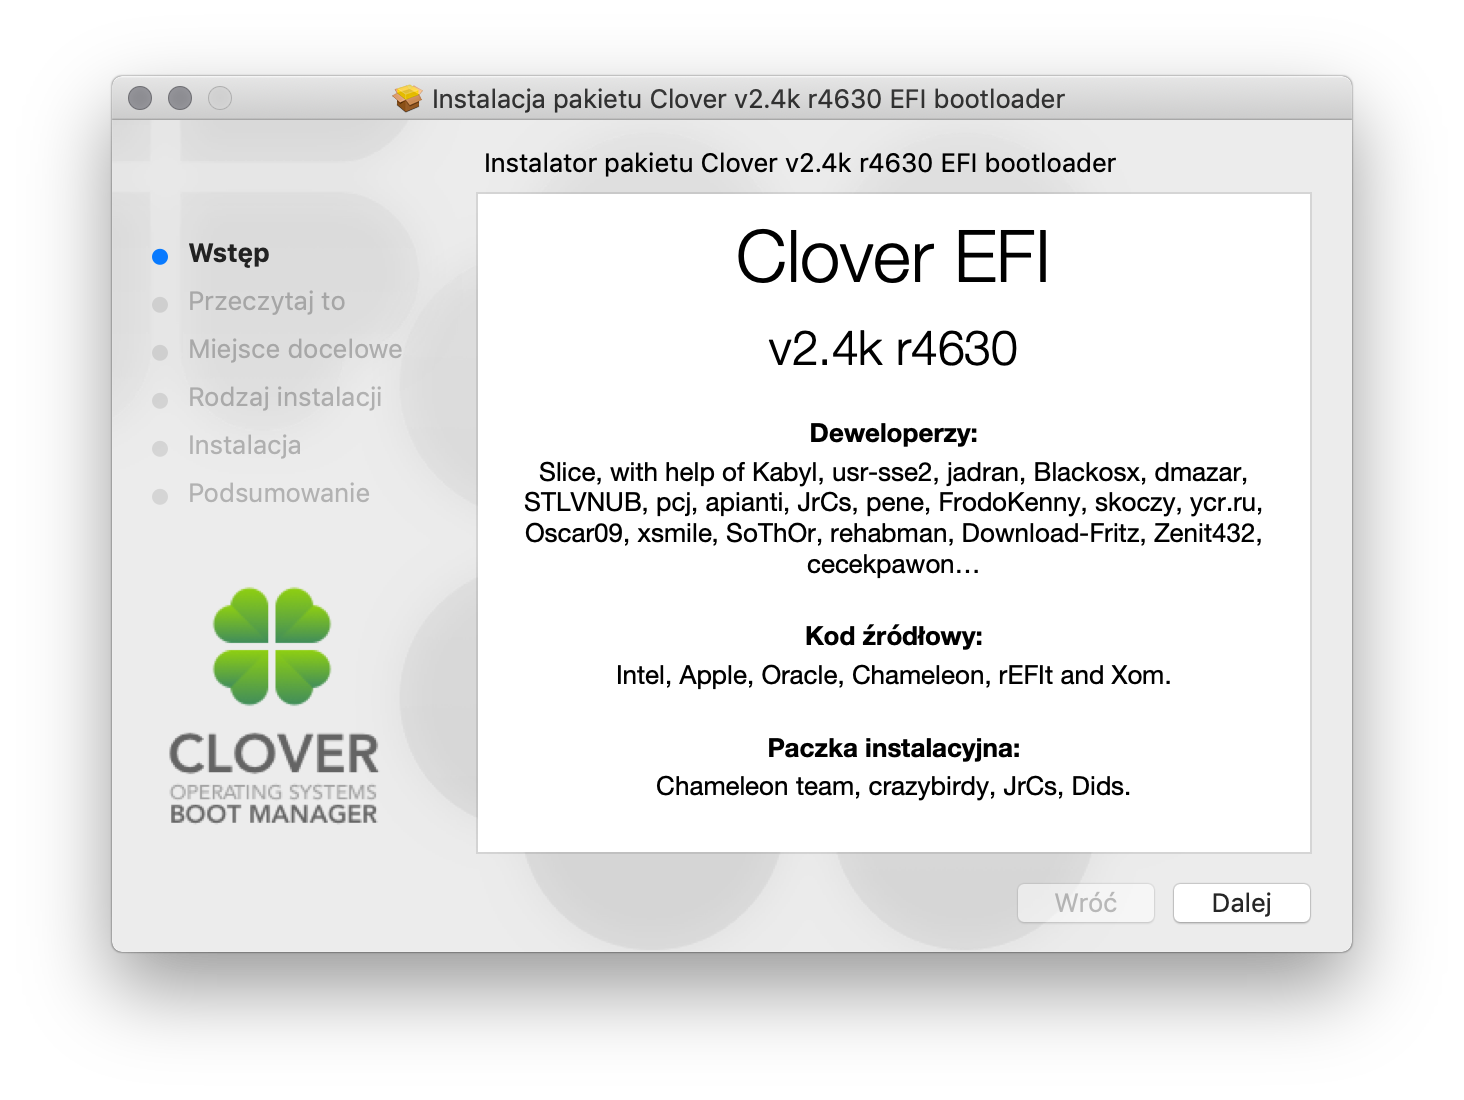 Instalacja pakietu Clover v2.4k r4630 EFI bootloader
Instalator pakietu Clover v2.4k r4630 EFI bootloader
Wstęp
Przeczytaj to
Miejsce docelowe
Rodzaj instalacji
Instalacja
Podsumowanie
CLOVER
OPERATING SYSTEMS
BOOT MANAGER
Clover EFI
v2.4k r4630
Deweloperzy:
Slice, with help of Kabyl, usr-sse2, jadran, Blackosx, dmazar,
STLVNUB, pcj, apianti, JrCs, pene, FrodoKenny, skoczy, ycr.ru,
Oscar09, xsmile, SoThOr, rehabman, Download-Fritz, Zenit432,
cecekpawon…
Kod źródłowy:
Intel, Apple, Oracle, Chameleon, rEFIt and Xom.
Paczka instalacyjna:
Chameleon team, crazybirdy, JrCs, Dids.
Wróć
Dalej